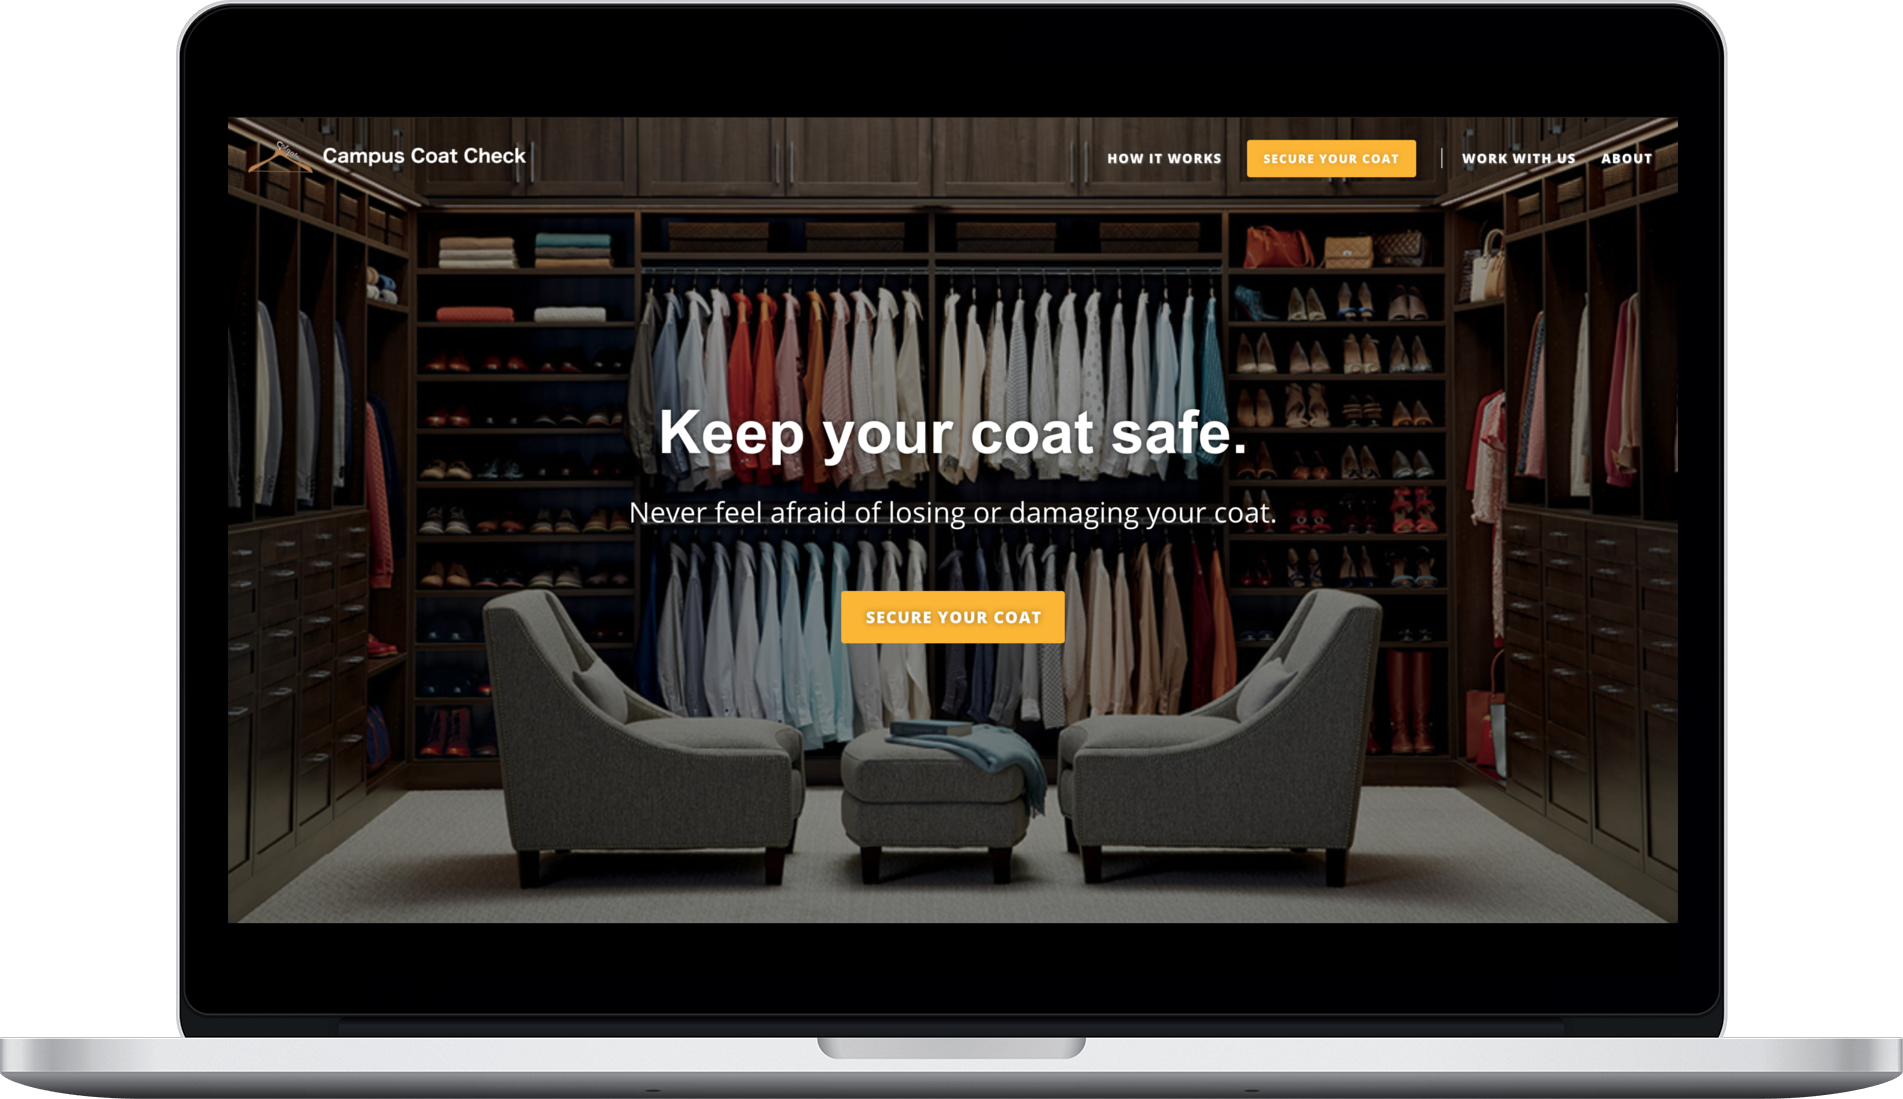 Campus Coat Check
HOW IT WORKS
SECURE YOUR COAT
WORK WITH US
ABOUT
Keep your coat safe.
Never feel afraid of losing or damaging your coat.
SECURE YOUR COAT